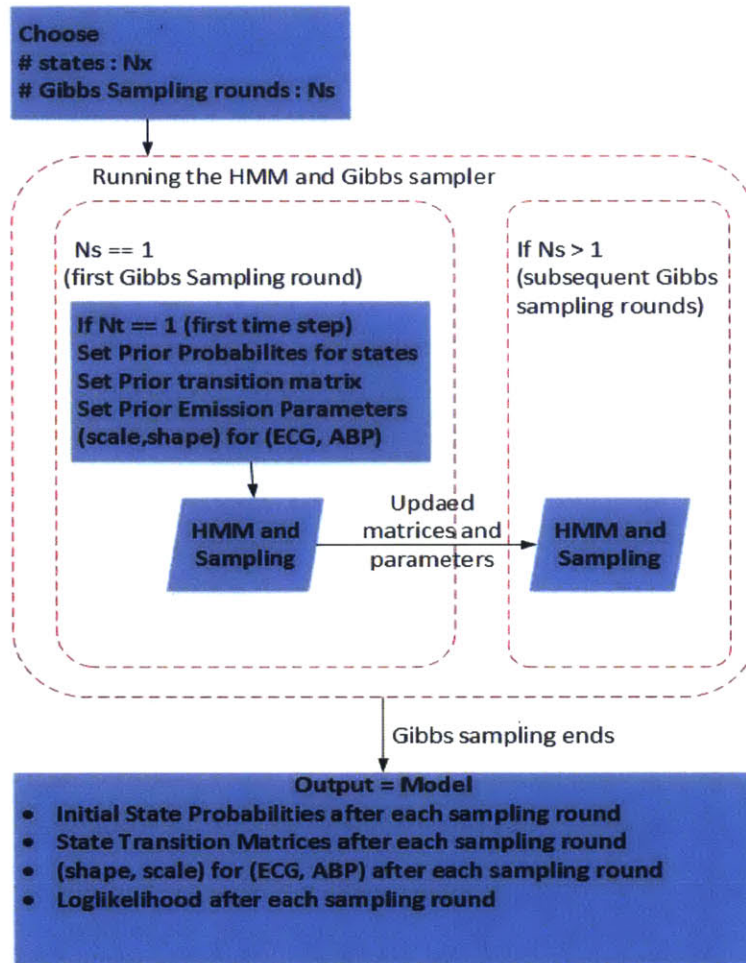 Choose
# states : Nx
# Gibbs Sampling rounds : Ns
Running the HMM and Gibbs sampler
Ns == 1
(first Gibbs Sampling round)
If Nt == 1 (first time step)
Set Prior Probabilites for states
Set Prior transition matrix
Set Prior Emission Parameters
(scale,shape) for (ECG, ABP)
HMM and
Sampling
Updaed
matrices and
parameters
If Ns > 1
(subsequent Gibbs
sampling rounds)
HMM and
Sampling
Gibbs sampling ends
Output = Model
• Initial State Probabilities after each sampling round
• State Transition Matrices after each sampling round
• (shape, scale) for (ECG, ABP) after each sampling round
• Loglikelihood after each sampling round